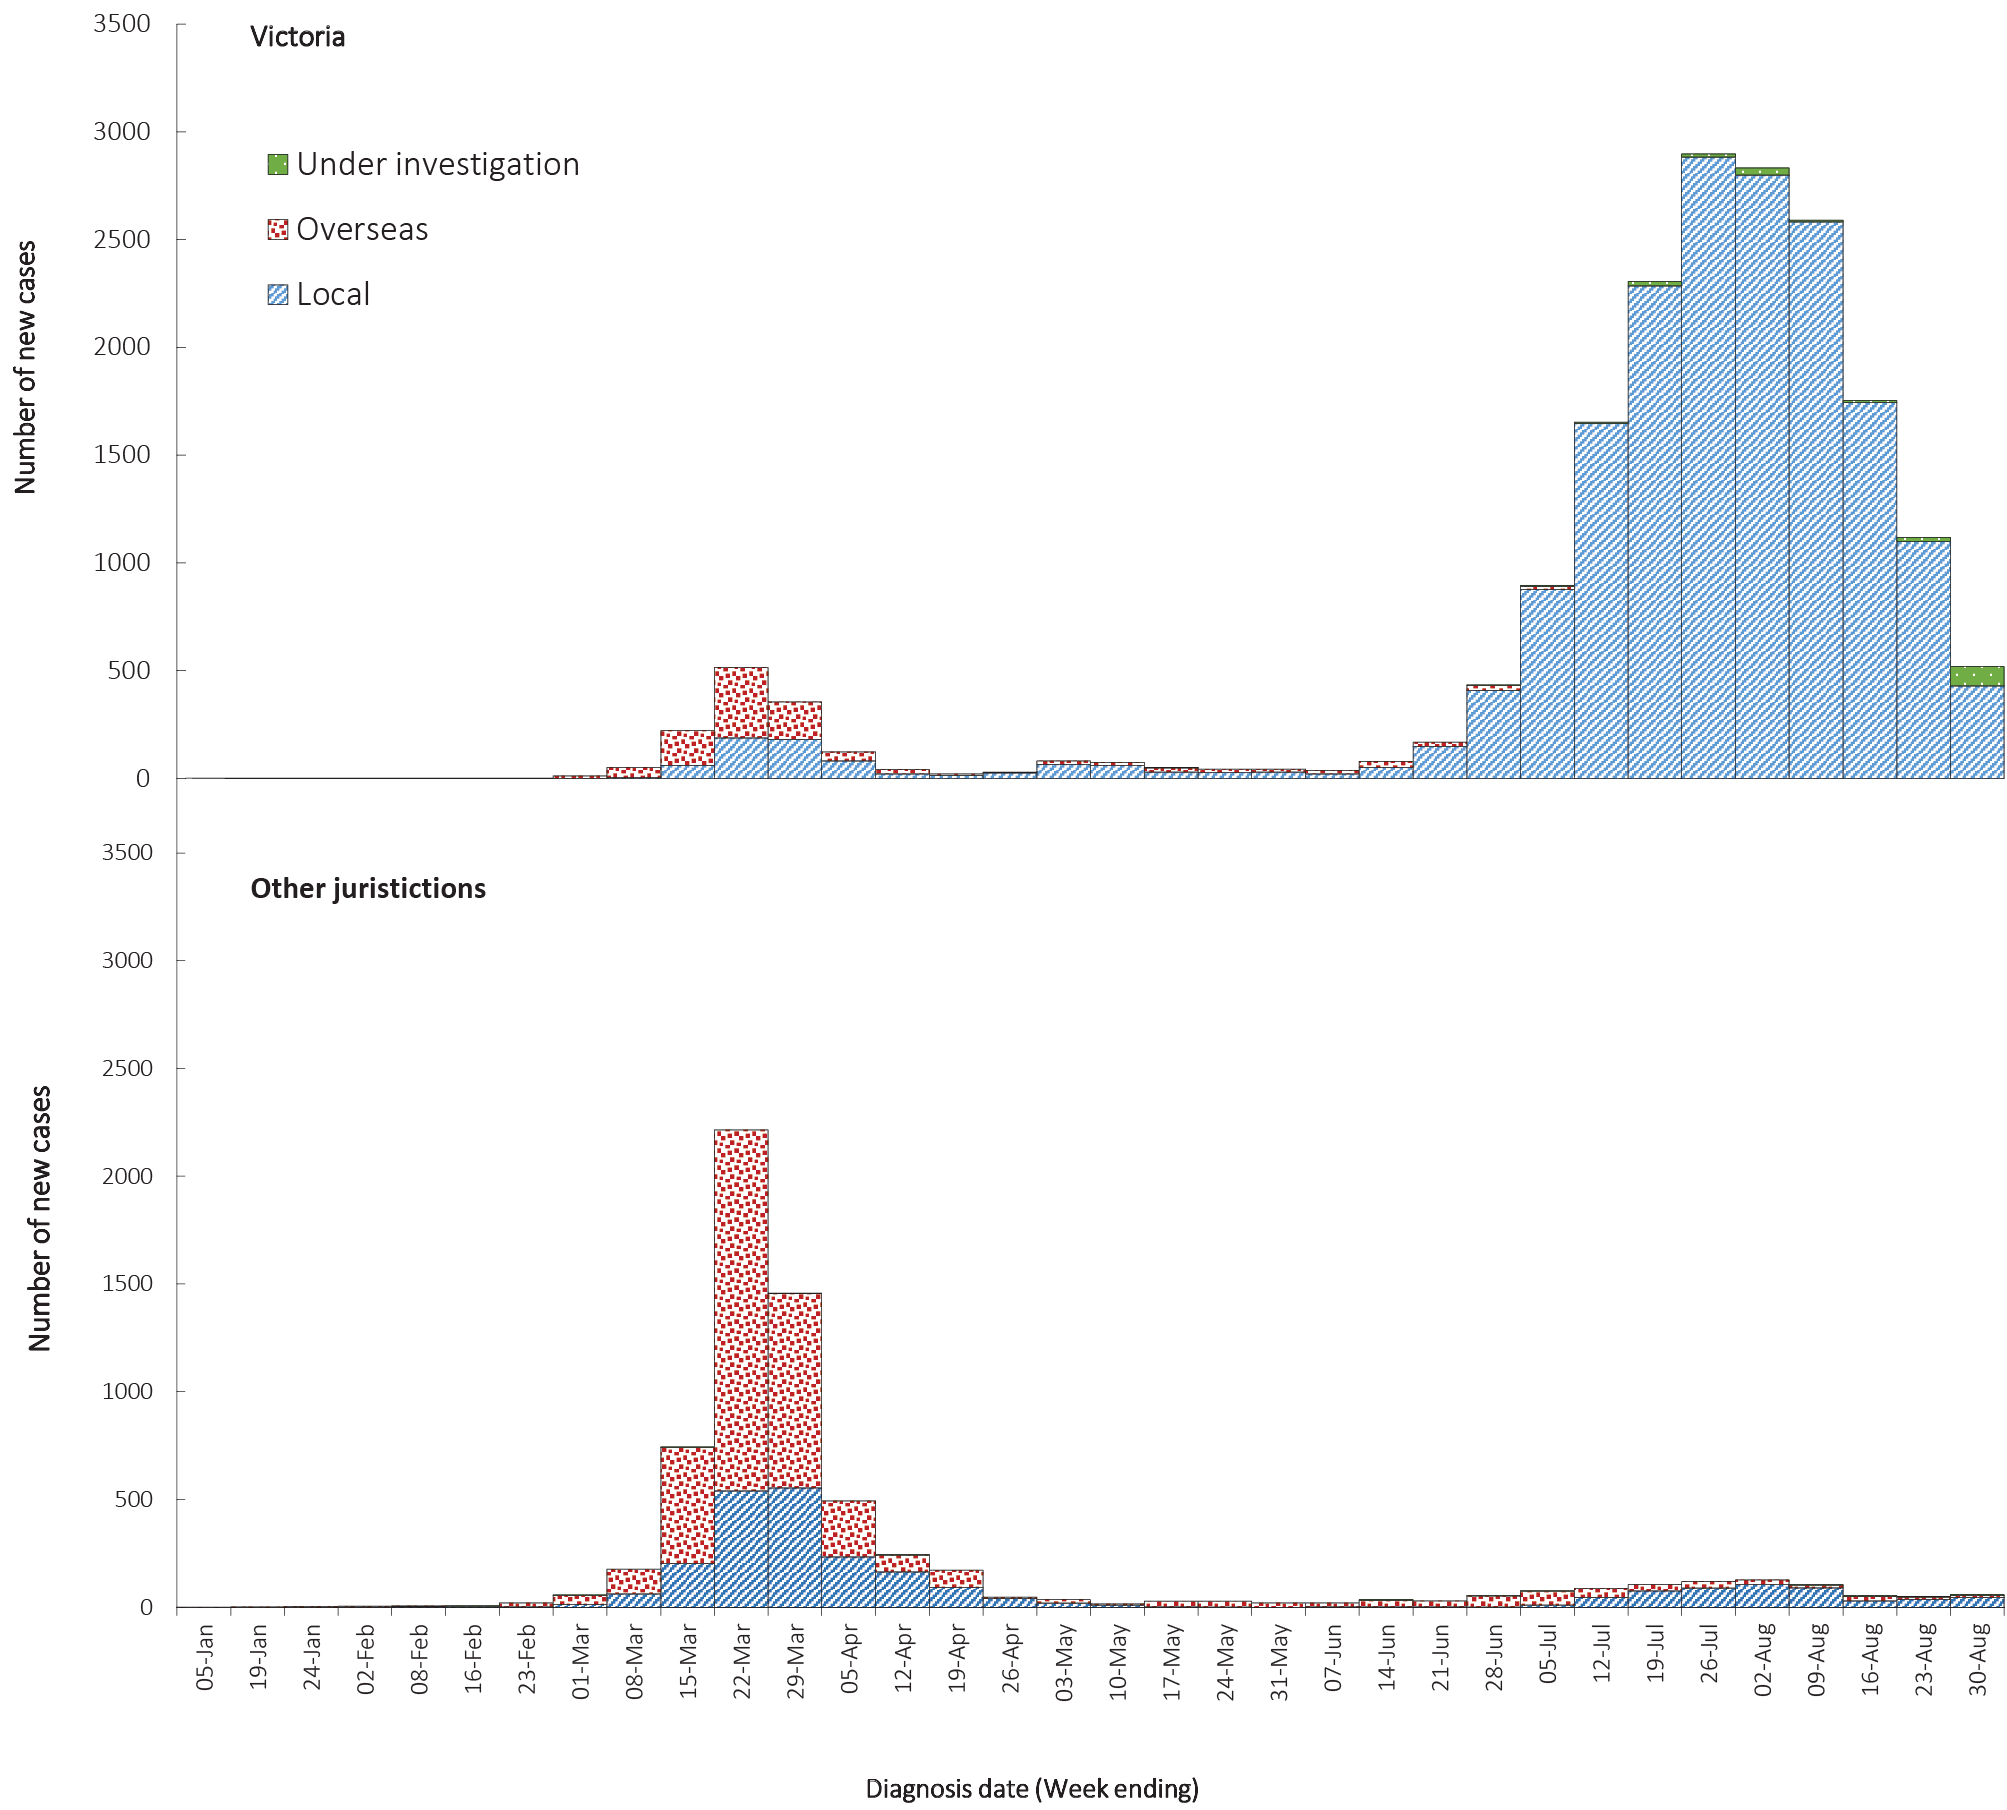 Victoria
Under investigation
Overseas
Local
Number of new cases
3500
3000
2500
2000
1500
1000
500
0
Other juristictions
Number of new cases
3500
3000
2500
2000
1500
1000
500
0
05-Jan
19-Jan
24-Jan
02-Feb
08-Feb
16-Feb
23-Feb
01-Mar
08-Mar
15-Mar
22-Mar
29-Mar
05-Apr
12-Apr
19-Apr
26-Apr
03-May
10-May
17-May
24-May
31-May
07-Jun
14-Jun
21-Jun
28-Jun
05-Jul
12-Jul
19-Jul
26-Jul
02-Aug
09-Aug
16-Aug
23-Aug
30-Aug
Diagnosis date (Week ending)